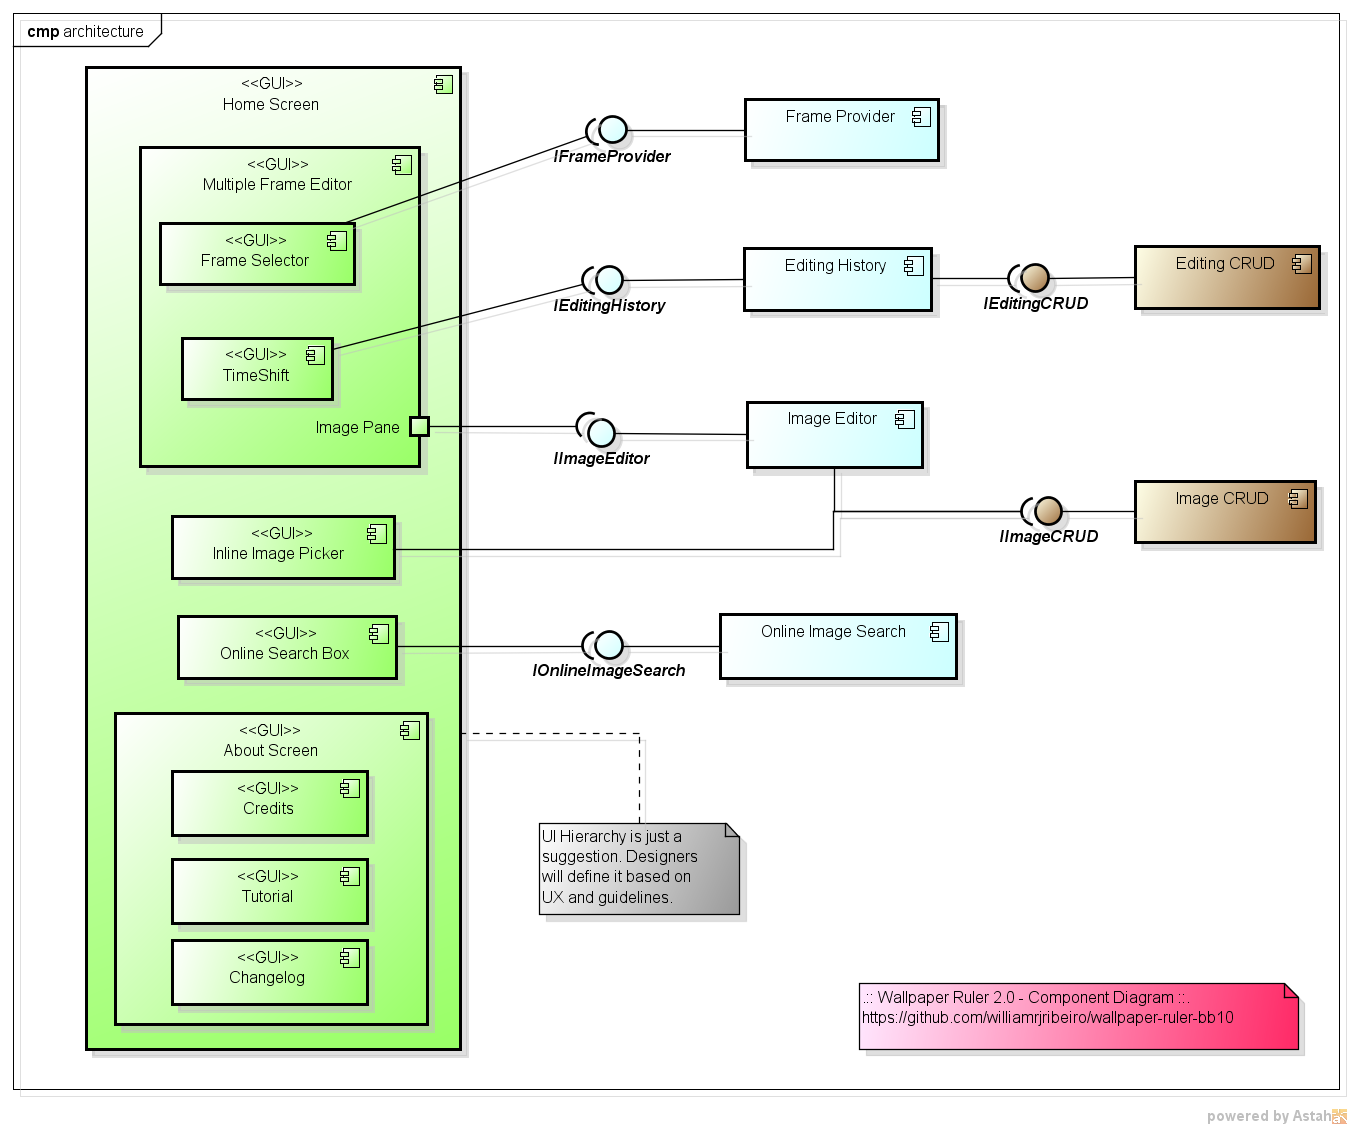 cmp architecture
<<GUI>>
Home Screen
<<GUI>>
Multiple Frame Editor
<<GUI>>
Frame Selector
<<GUI>>
TimeShift
Image Pane
<<GUI>>
Inline Image Picker
<<GUI>>
Online Search Box
<<GUI>>
About Screen
<<GUI>>
Credits
<<GUI>>
Tutorial
<<GUI>>
Changelog
IFrameProvider
Frame Provider
IEditingHistory
Editing History
IEditingCRUD
Editing CRUD
IImageEditor
Image Editor
IImageCRUD
Image CRUD
IOnlineImageSearch
Online Image Search
UI Hierarchy is just a
suggestion. Designers
will define it based on
UX and guidelines.
.:: Wallpaper Ruler 2.0 - Component Diagram ::.
https://github.com/williamrjribeiro/wallpaper-ruler-bb10
powered by Astah